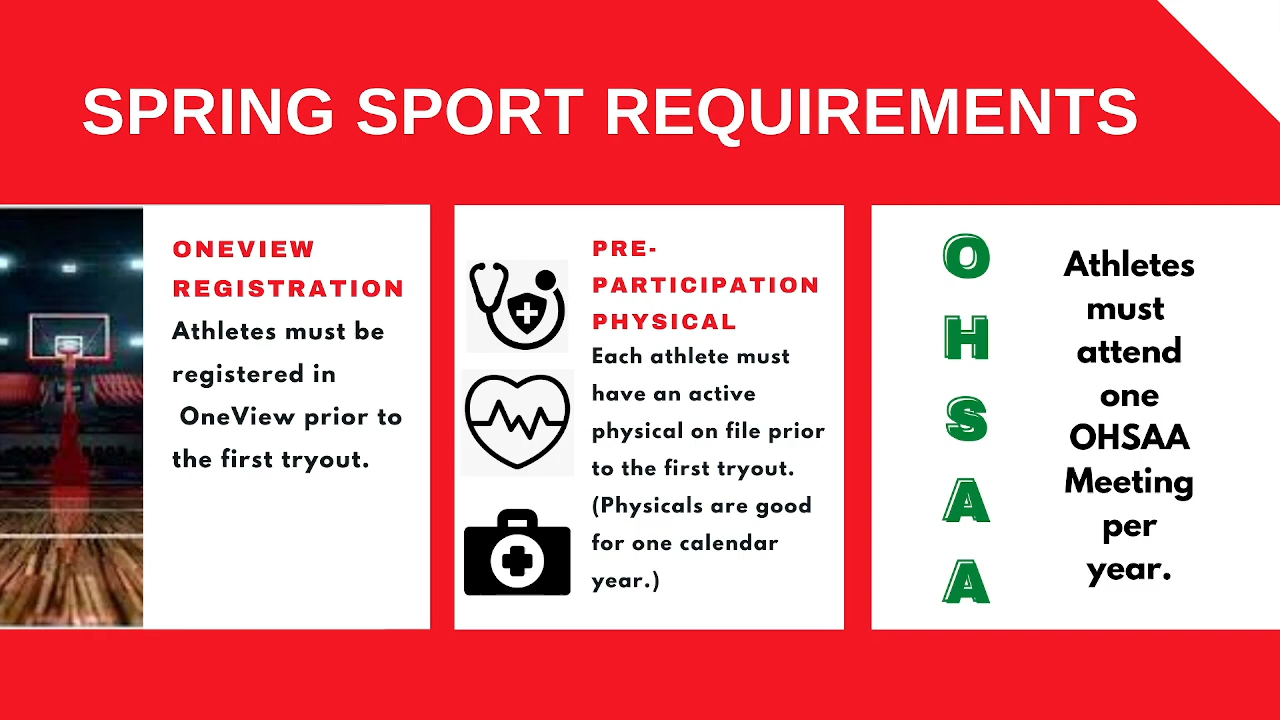 SPRING SPORT REQUIREMENTS
ONEVIEW
REGISTRATION
Athletes must be
registered in
OneView prior to
the first tryout.
PRE-
PARTICIPATION
PHYSICAL
Each athlete must
have an active
physical on file prior
to the first tryout.
(Physicals are good
for one calendar
year.)
O
H
S
A
A
Athletes
must
attend
one
OHSAA
Meeting
per
year.